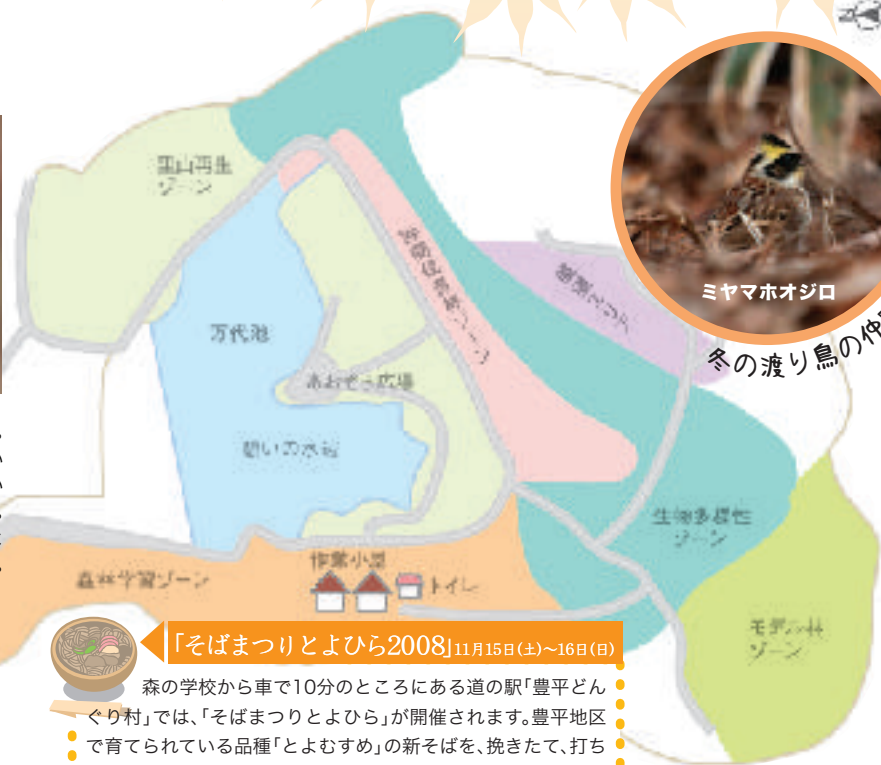 里山再生
ゾーン
万代池
あおぞら広場
憩いの水辺
作業小屋
トイレ
森林学習ゾーン
生物多様性
ゾーン
モデル林
ゾーン
ミヤマホオジロ
冬の渡り鳥の仲
「そばまつりとよひら2008」11月15日(土)〜16日(日)
森の学校から車で10分のところにある道の駅「豊平どん
ぐり村」では、「そばまつりとよひら」が開催されます。豊平地区
で育てられている品種「とよむすめ」の新そばを、挽きたて、打ち